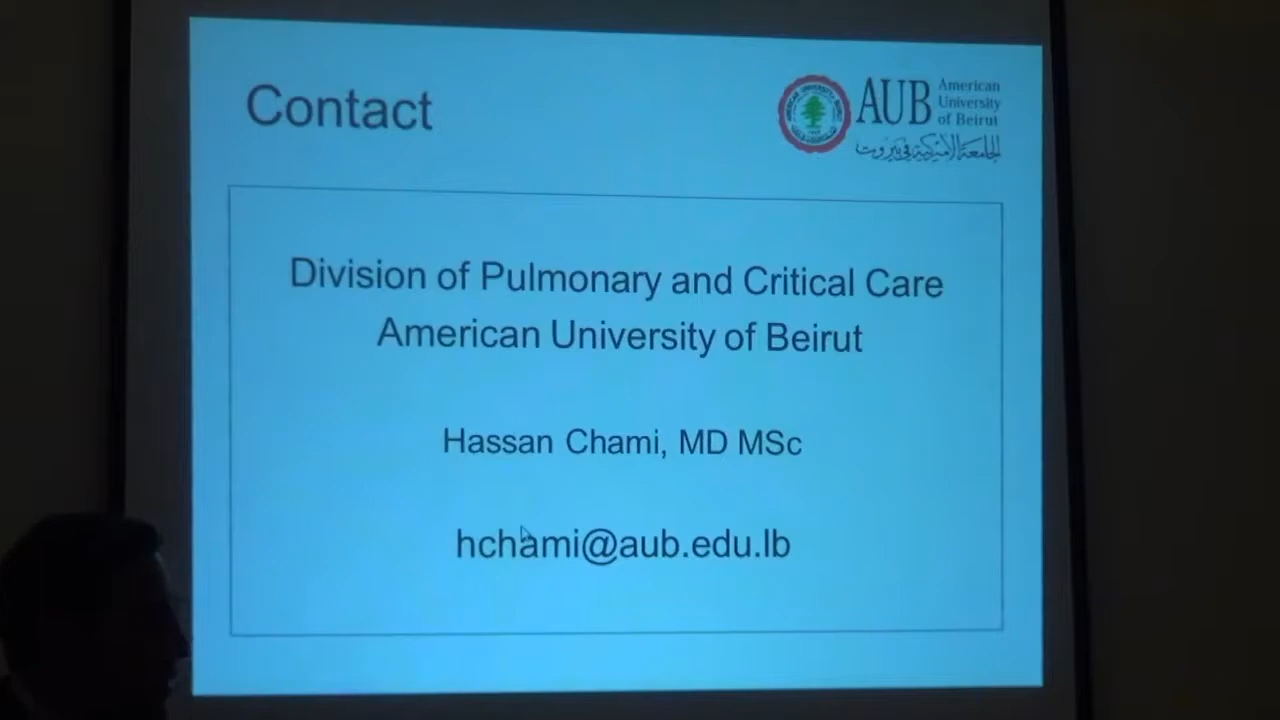 Contact
AUB
American
University
of Beirut
الجامعة الأميركية في بيروت
Division of Pulmonary and Critical Care
American University of Beirut
Hassan Chami, MD MSc
hchami@aub.edu.lb